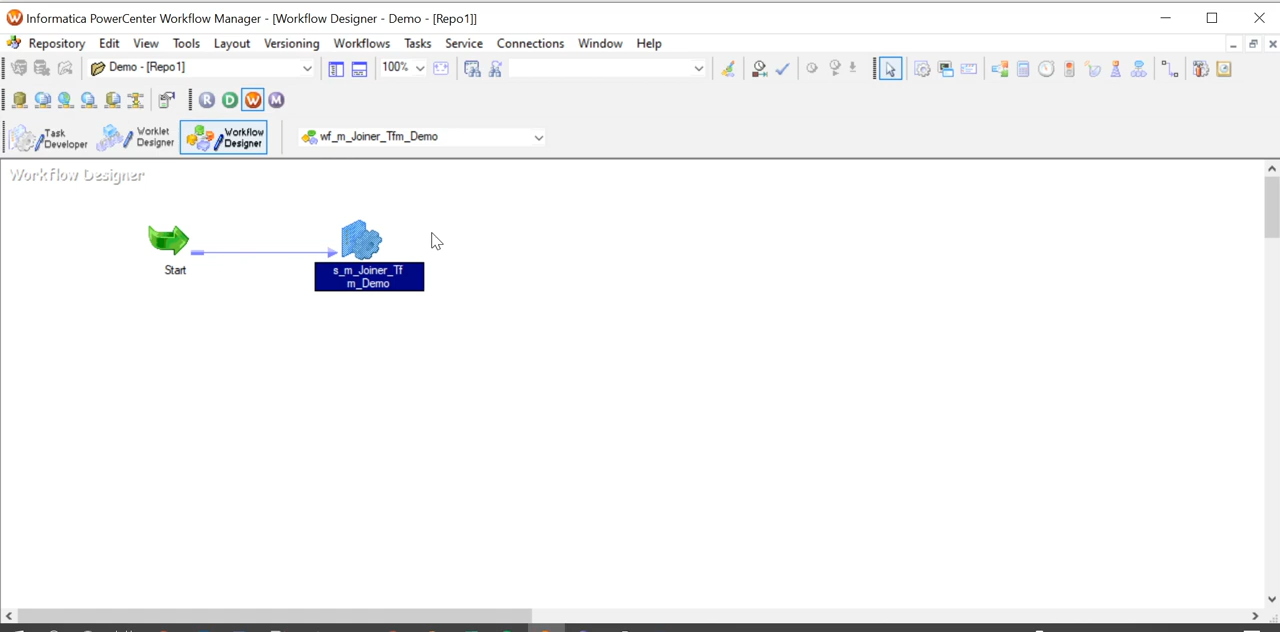 Informatica PowerCenter Workflow Manager - [Workflow Designer - Demo - [Repo1]]
Repository Edit View Tools Layout Versioning Workflows Tasks Service Connections Window Help
Demo - [Repo1] 100%
R D W M
Task Developer
Worklet Designer
Workflow Designer
wf_m_Joiner_Tfm_Demo
Workflow Designer
Start
s_m_Joiner_Tf
m_Demo